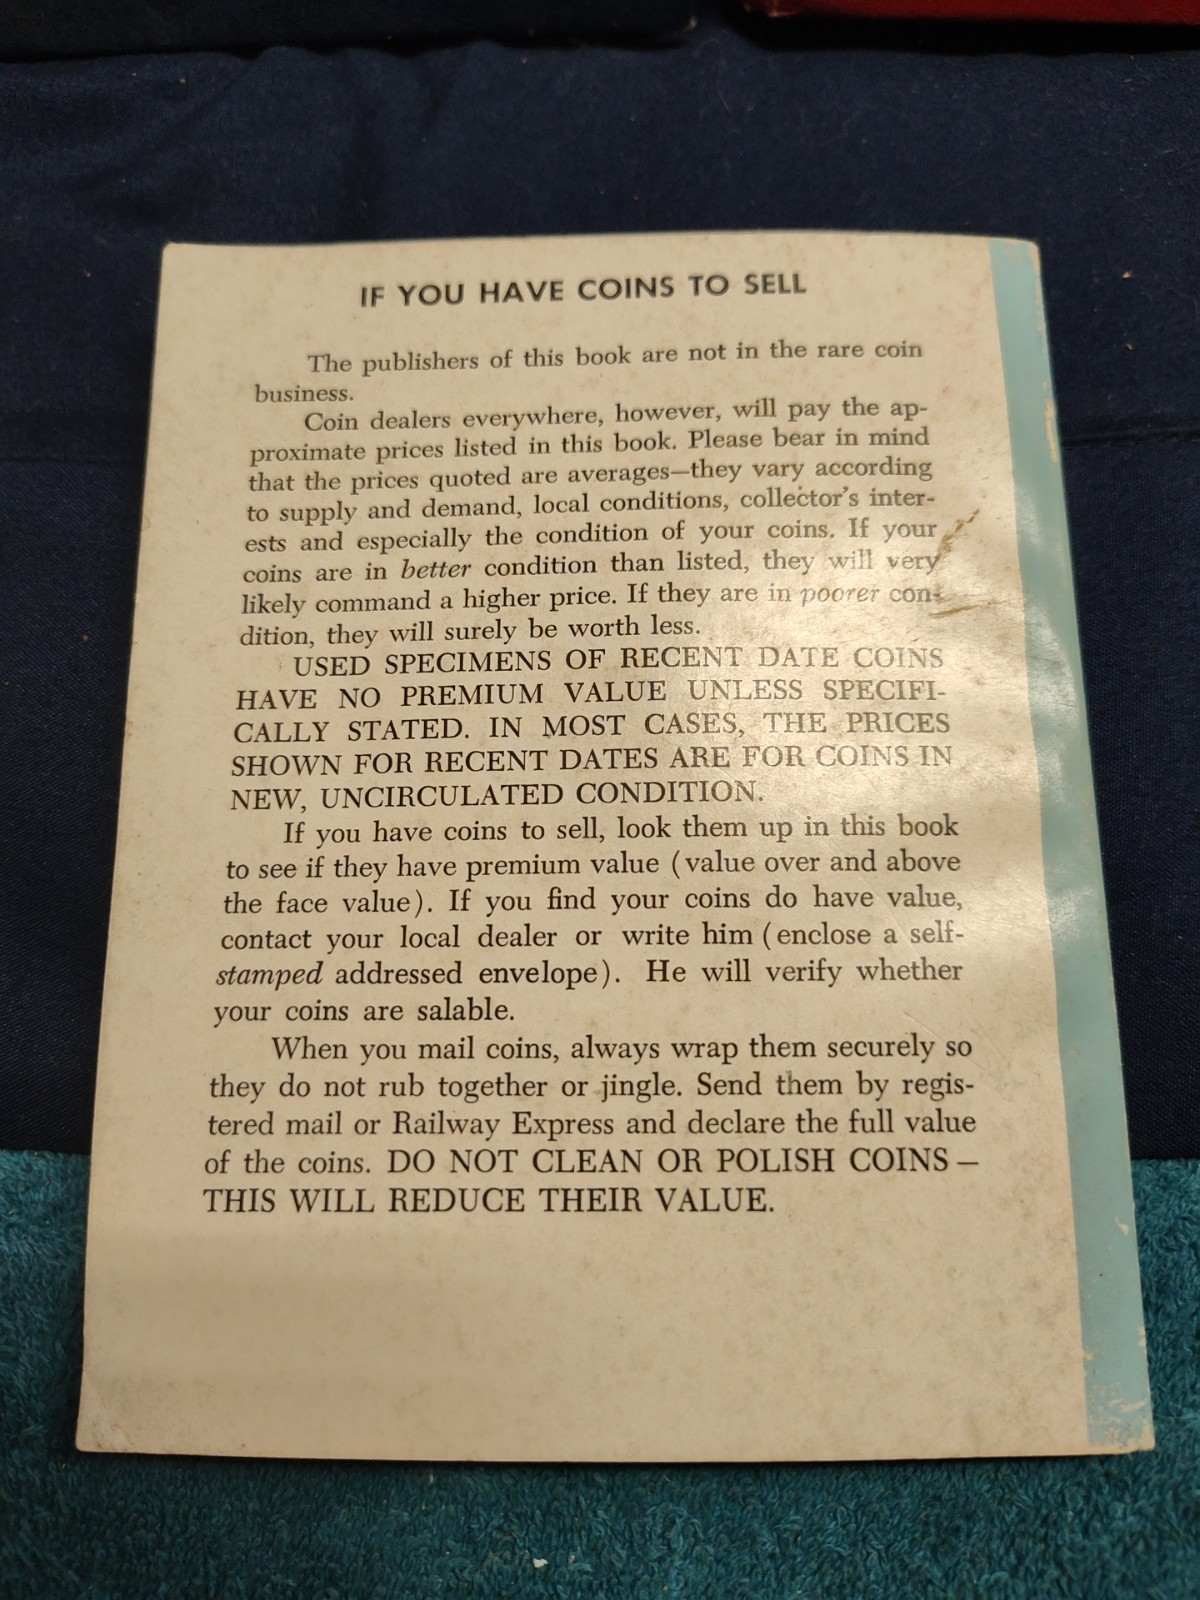 IF YOU HAVE COINS TO SELL
The publishers of this book are not in the rare coin
business.
Coin dealers everywhere, however, will pay the ap-
proximate prices listed in this book. Please bear in mind
that the prices quoted are averages—they vary according
to supply and demand, local conditions, collector's inter-
ests and especially the condition of your coins. If your
coins are in better condition than listed, they will very
likely command a higher price. If they are in poorer con-
dition, they will surely be worth less.
USED SPECIMENS OF RECENT DATE COINS
HAVE NO PREMIUM VALUE UNLESS SPECIFI-
CALLY STATED. IN MOST CASES, THE PRICES
SHOWN FOR RECENT DATES ARE FOR COINS IN
NEW, UNCIRCULATED CONDITION.
If you have coins to sell, look them up in this book
to see if they have premium value (value over and above
the face value). If you find your coins do have value,
contact your local dealer or write him (enclose a self-
stamped addressed envelope). He will verify whether
your coins are salable.
When you mail coins, always wrap them securely so
they do not rub together or jingle. Send them by regis-
tered mail or Railway Express and declare the full value
of the coins. DO NOT CLEAN OR POLISH COINS —
THIS WILL REDUCE THEIR VALUE.